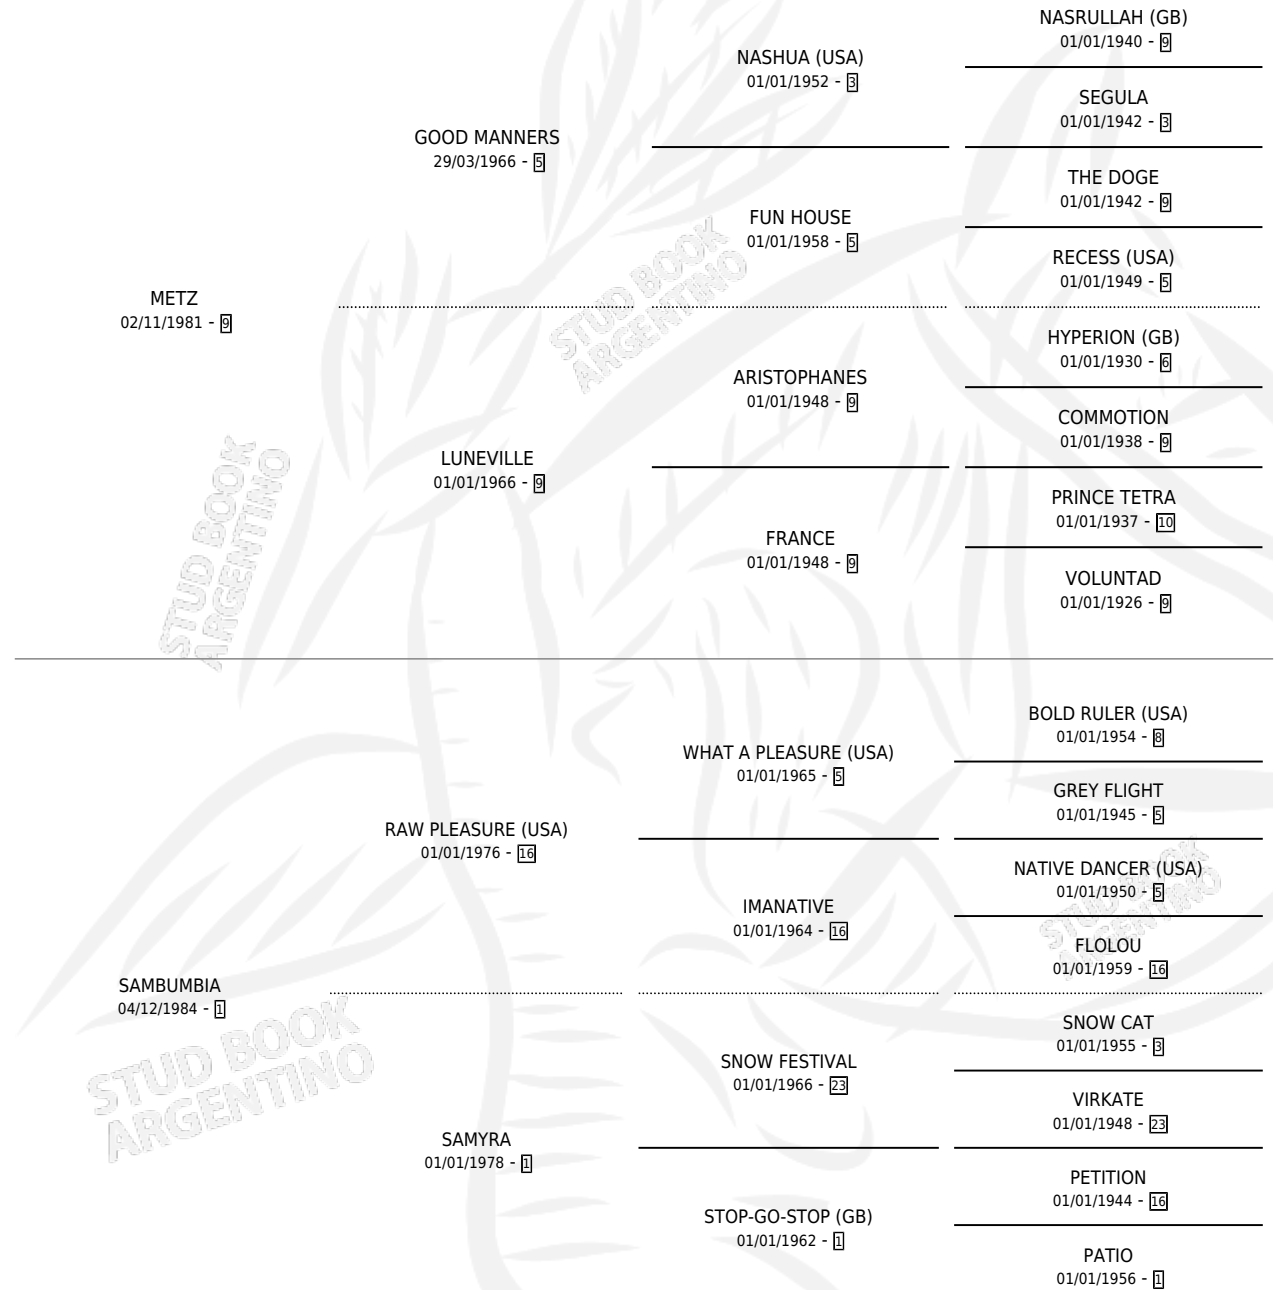 NASRULLAH (GB)
01/01/1940 - 9
NASHUA (USA)
01/01/1952 - 3
SEGULA
01/01/1942 - 3
GOOD MANNERS
29/03/1966 - 5
THE DOGE
01/01/1942 - 9
FUN HOUSE
01/01/1958 - 5
RECESS (USA)
01/01/1949 - 5
METZ
02/11/1981 - 9
HYPERION (GB)
01/01/1930 - 6
ARISTOPHANES
01/01/1948 - 9
COMMOTION
01/01/1938 - 9
LUNEVILLE
01/01/1966 - 9
PRINCE TETRA
01/01/1937 - 10
FRANCE
01/01/1948 - 9
VOLUNTAD
01/01/1926 - 9
BOLD RULER (USA)
01/01/1954 - 8
WHAT A PLEASURE (USA)
01/01/1965 - 5
GREY FLIGHT
01/01/1945 - 5
RAW PLEASURE (USA)
01/01/1976 - 16
NATIVE DANCER (USA)
01/01/1950 - 5
IMANATIVE
01/01/1964 - 16
FLOLOU
01/01/1959 - 16
SAMBUMBIA
04/12/1984 - 1
SNOW CAT
01/01/1955 - 3
SNOW FESTIVAL
01/01/1966 - 23
VIRKATE
01/01/1948 - 23
SAMYRA
01/01/1978 - 1
PETITION
01/01/1944 - 16
STOP-GO-STOP (GB)
01/01/1962 - 1
PATIO
01/01/1956 - 1
STUD BOOK
ARGENTINO
STUD BOOK
ARGENTINO
STUD BOOK
ARGENTINO
STUD BOOK
ARGENTINO